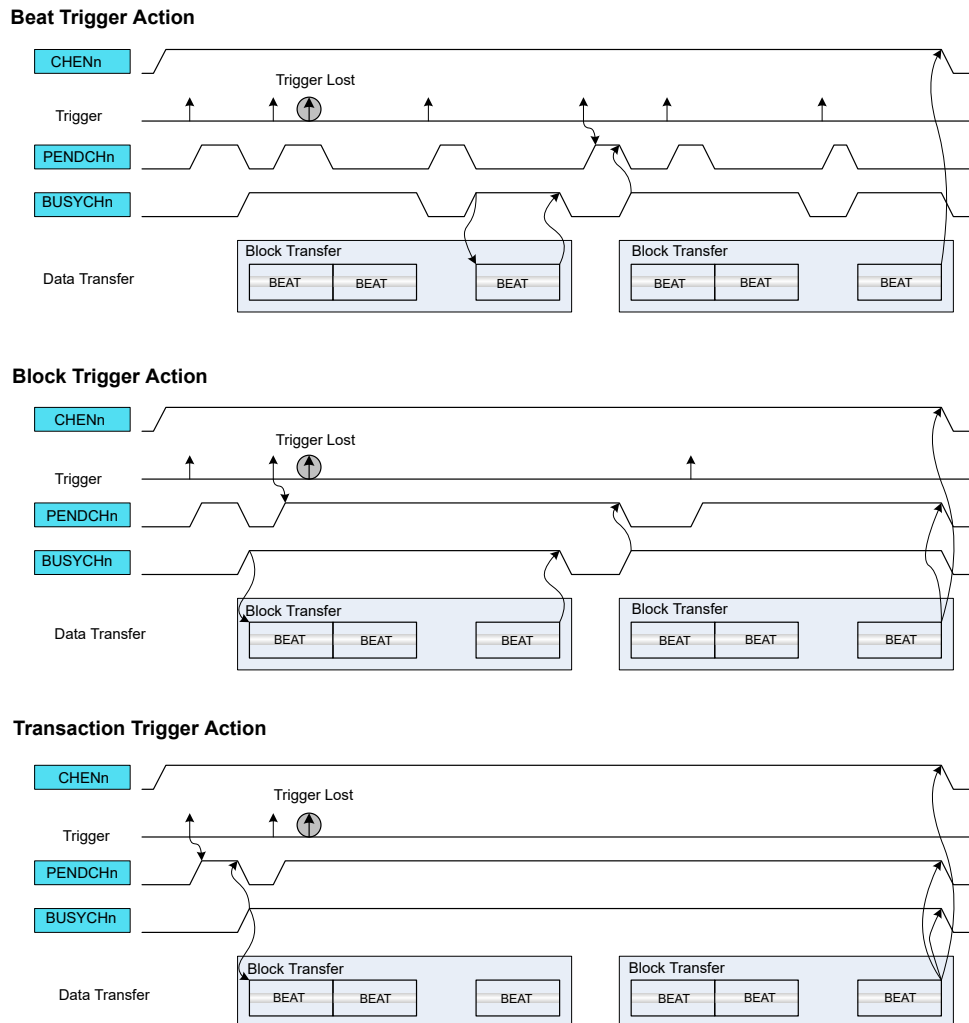 Beat Trigger Action
CHENn
Trigger Lost
Trigger
PENDCHn
BUSYCHn
Block Transfer Block Transfer
Data Transfer
BEAT BEAT BEAT BEAT BEAT BEAT
Block Trigger Action
CHENn
Trigger Lost
Trigger
PENDCHn
BUSYCHn
Block Transfer Block Transfer
Data Transfer
BEAT BEAT BEAT BEAT BEAT BEAT
Transaction Trigger Action
CHENn
Trigger Lost
Trigger
PENDCHn
BUSYCHn
Block Transfer Block Transfer
Data Transfer
BEAT BEAT BEAT BEAT BEAT BEAT